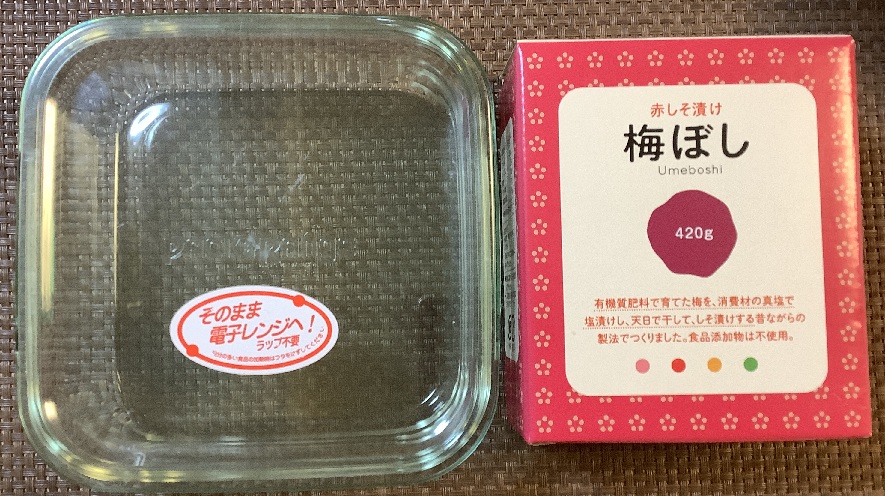 そのまま
電子レンジへ!
ラップ不要
赤しそ漬け
梅ぼし
Umeboshi
420g
有機質肥料で育てた梅を、消費材の真塩で
塩漬けし、天日で干して、しそ漬けする昔ながらの
製法でつくりました。食品添加物は不使用。